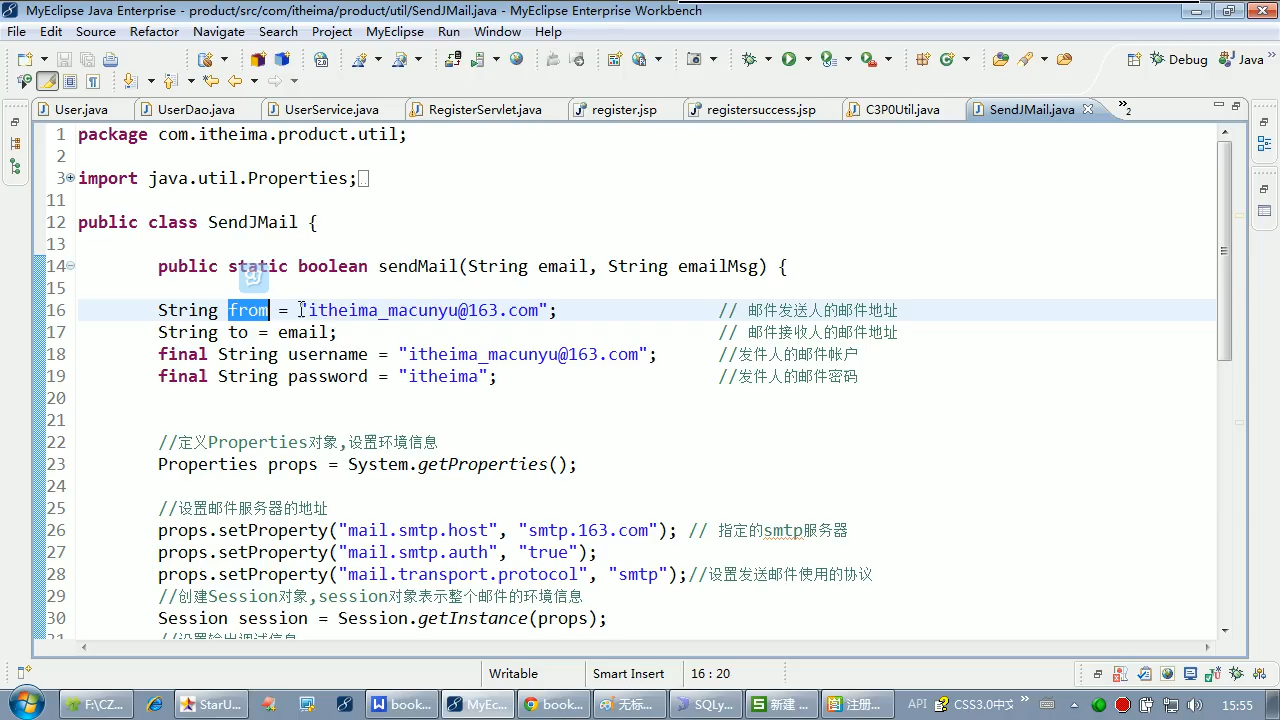 MyEclipse Java Enterprise - product/src/com/itheima/product/util/SendJMail.java - MyEclipse Enterprise Workbench
File Edit Source Refactor Navigate Search Project MyEclipse Run Window Help
Debug Java
User.java UserDao.java UserService.java RegisterServlet.java register.jsp registersuccess.jsp C3P0Util.java SendJMail.java »2
1 package com.itheima.product.util;
2
3 import java.util.Properties;
11
12 public class SendJMail {
13
14 public static boolean sendMail(String email, String emailMsg) {
15
16 String from = "itheima_macunyu@163.com"; // 邮件发送人的邮件地址
17 String to = email; // 邮件接收人的邮件地址
18 final String username = "itheima_macunyu@163.com"; //发件人的邮件帐户
19 final String password = "itheima"; //发件人的邮件密码
20
21
22 //定义Properties对象,设置环境信息
23 Properties props = System.getProperties();
24
25 //设置邮件服务器的地址
26 props.setProperty("mail.smtp.host", "smtp.163.com"); // 指定的smtp服务器
27 props.setProperty("mail.smtp.auth", "true");
28 props.setProperty("mail.transport.protocol", "smtp");//设置发送邮件使用的协议
29 //创建Session对象,session对象表示整个邮件的环境信息
30 Session session = Session.getInstance(props);
31 //设置输出调试信息
Writable Smart Insert 16 : 20
F:\CZ... StarU... book... MyEc... book... 无标... SQLy... 新建 ... 注册... API CSS3.0中文 » 15:55